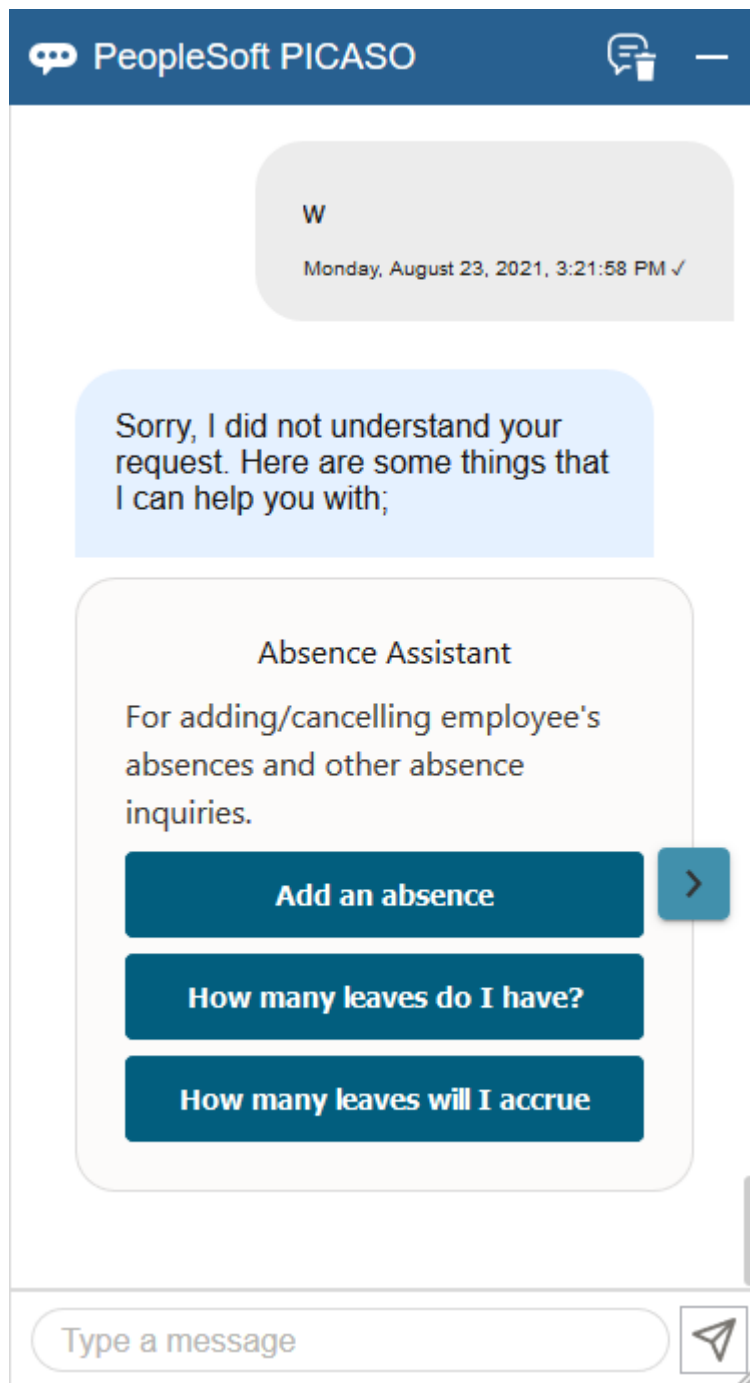 PeopleSoft PICASO
w
Monday, August 23, 2021, 3:21:58 PM ✓
Sorry, I did not understand your
request. Here are some things that
I can help you with;
Absence Assistant
For adding/cancelling employee's
absences and other absence
inquiries.
Add an absence
How many leaves do I have?
How many leaves will I accrue
Type a message